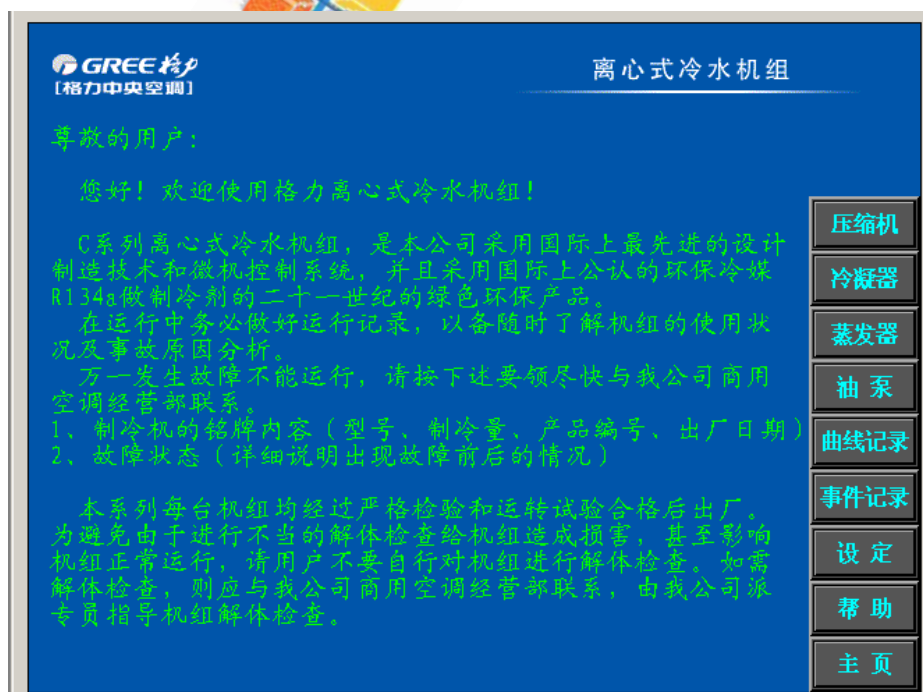 GREE格力
[格力中央空调]
离心式冷水机组
尊敬的用户:
您好! 欢迎使用格力离心式冷水机组!
C系列离心式冷水机组, 是本公司采用国际上最先进的设计
制造技术和微机控制系统, 并且采用国际上公认的环保冷媒
R134a做制冷剂的二十一世纪的绿色环保产品。
在运行中务必做好运行记录, 以备随时了解机组的使用状
况及事故原因分析。
万一发生故障不能运行, 请按下述要领尽快与我公司商用
空调经营部联系。
1、制冷机的铭牌内容(型号、制冷量、产品编号、出厂日期)
2、故障状态(详细说明出现故障前后的情况)
本系列每台机组均经过严格检验和运转试验合格后出厂。
为避免由于进行不当的解体检查给机组造成损害, 甚至影响
机组正常运行, 请用户不要自行对机组进行解体检查。如需
解体检查, 则应与我公司商用空调经营部联系, 由我公司派
专员指导机组解体检查。
压缩机
冷凝器
蒸发器
油 泵
曲线记录
事件记录
设 定
帮 助
主 页